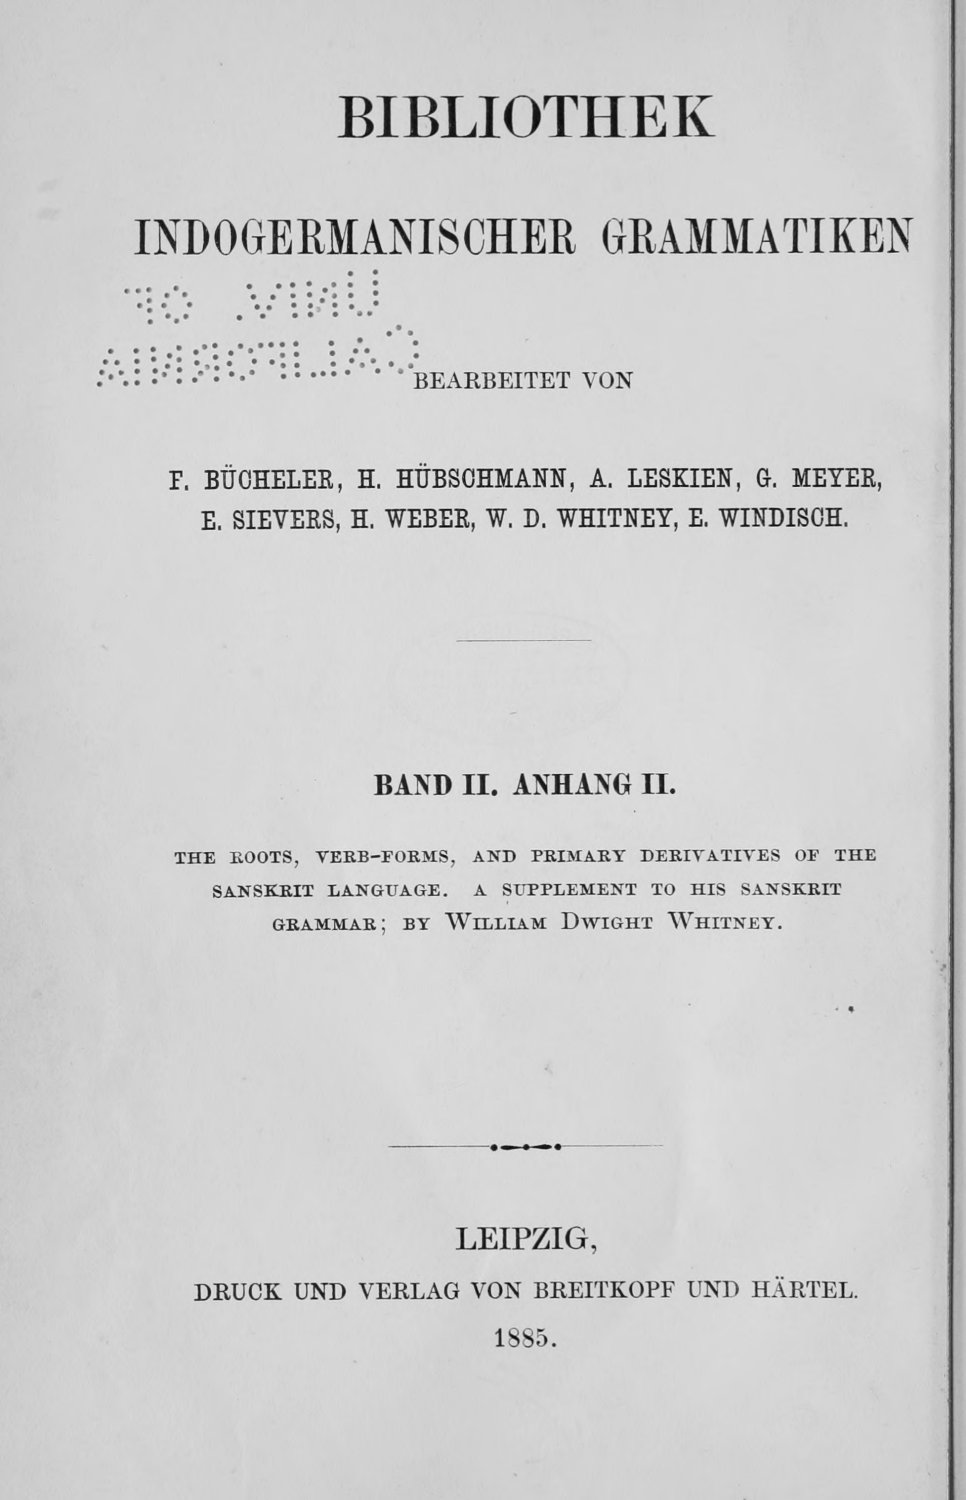 BIBLIOTHEK
INDOGERMANISCHER GRAMMATIKEN
UNIV. OF
CALIFORNIA
BEARBEITET VON
F. BÜCHELER, H. HÜBSCHMANN, A. LESKIEN, G. MEYER,
E. SIEVERS, H. WEBER, W. D. WHITNEY, E. WINDISCH.
BAND II. ANHANG II.
THE ROOTS, VERB-FORMS, AND PRIMARY DERIVATIVES OF THE
SANSKRIT LANGUAGE. A SUPPLEMENT TO HIS SANSKRIT
GRAMMAR; BY WILLIAM DWIGHT WHITNEY.
LEIPZIG,
DRUCK UND VERLAG VON BREITKOPF UND HÄRTEL.
1885.